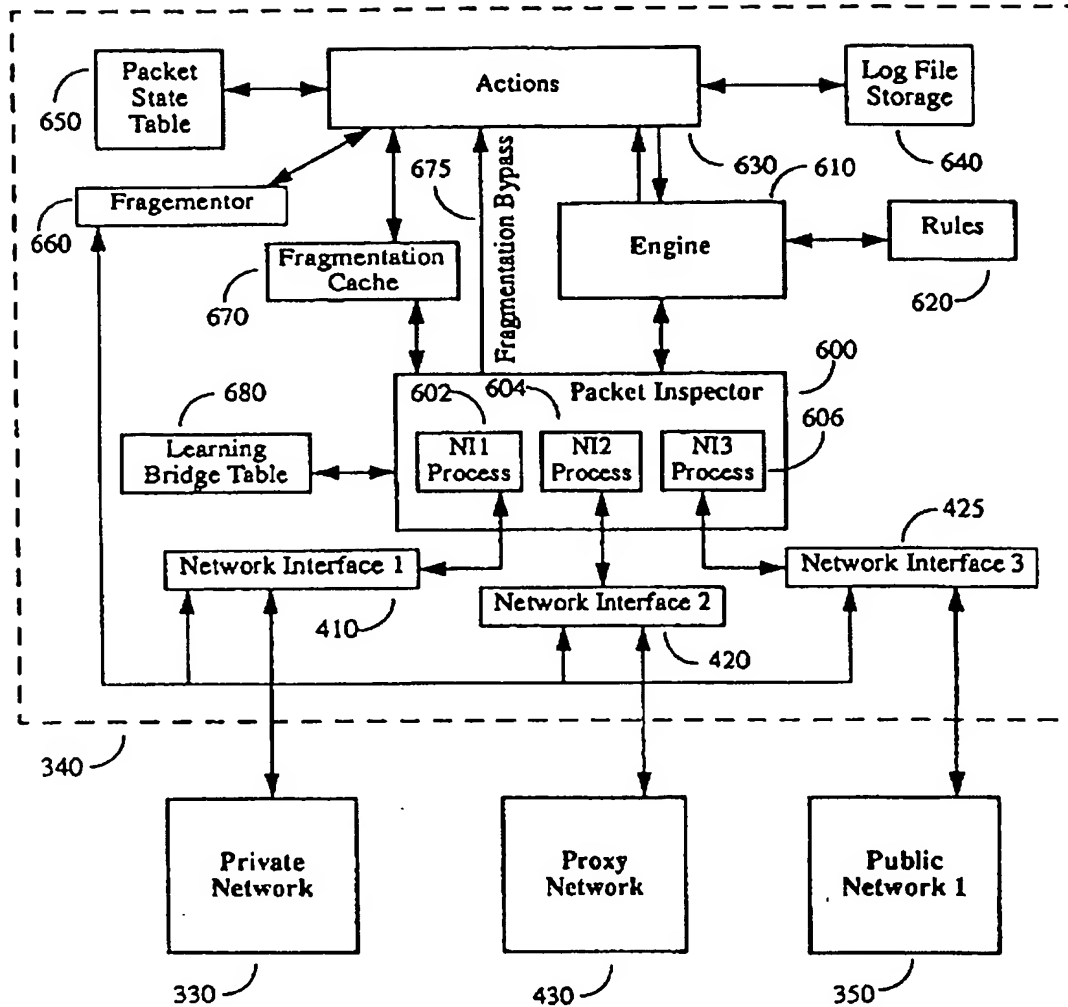 Packet
State
Table
650
Actions
Log File
Storage
640
630
610
675
Fragmentation Bypass
Fragementor
660
Fragmentation
Cache
670
Engine
Rules
620
600
Packet Inspector
602
604
606
NI1
Process
NI2
Process
NI3
Process
680
Learning
Bridge Table
425
Network Interface 1
410
Network Interface 2
420
Network Interface 3
340
Private
Network
330
Proxy
Network
430
Public
Network 1
350